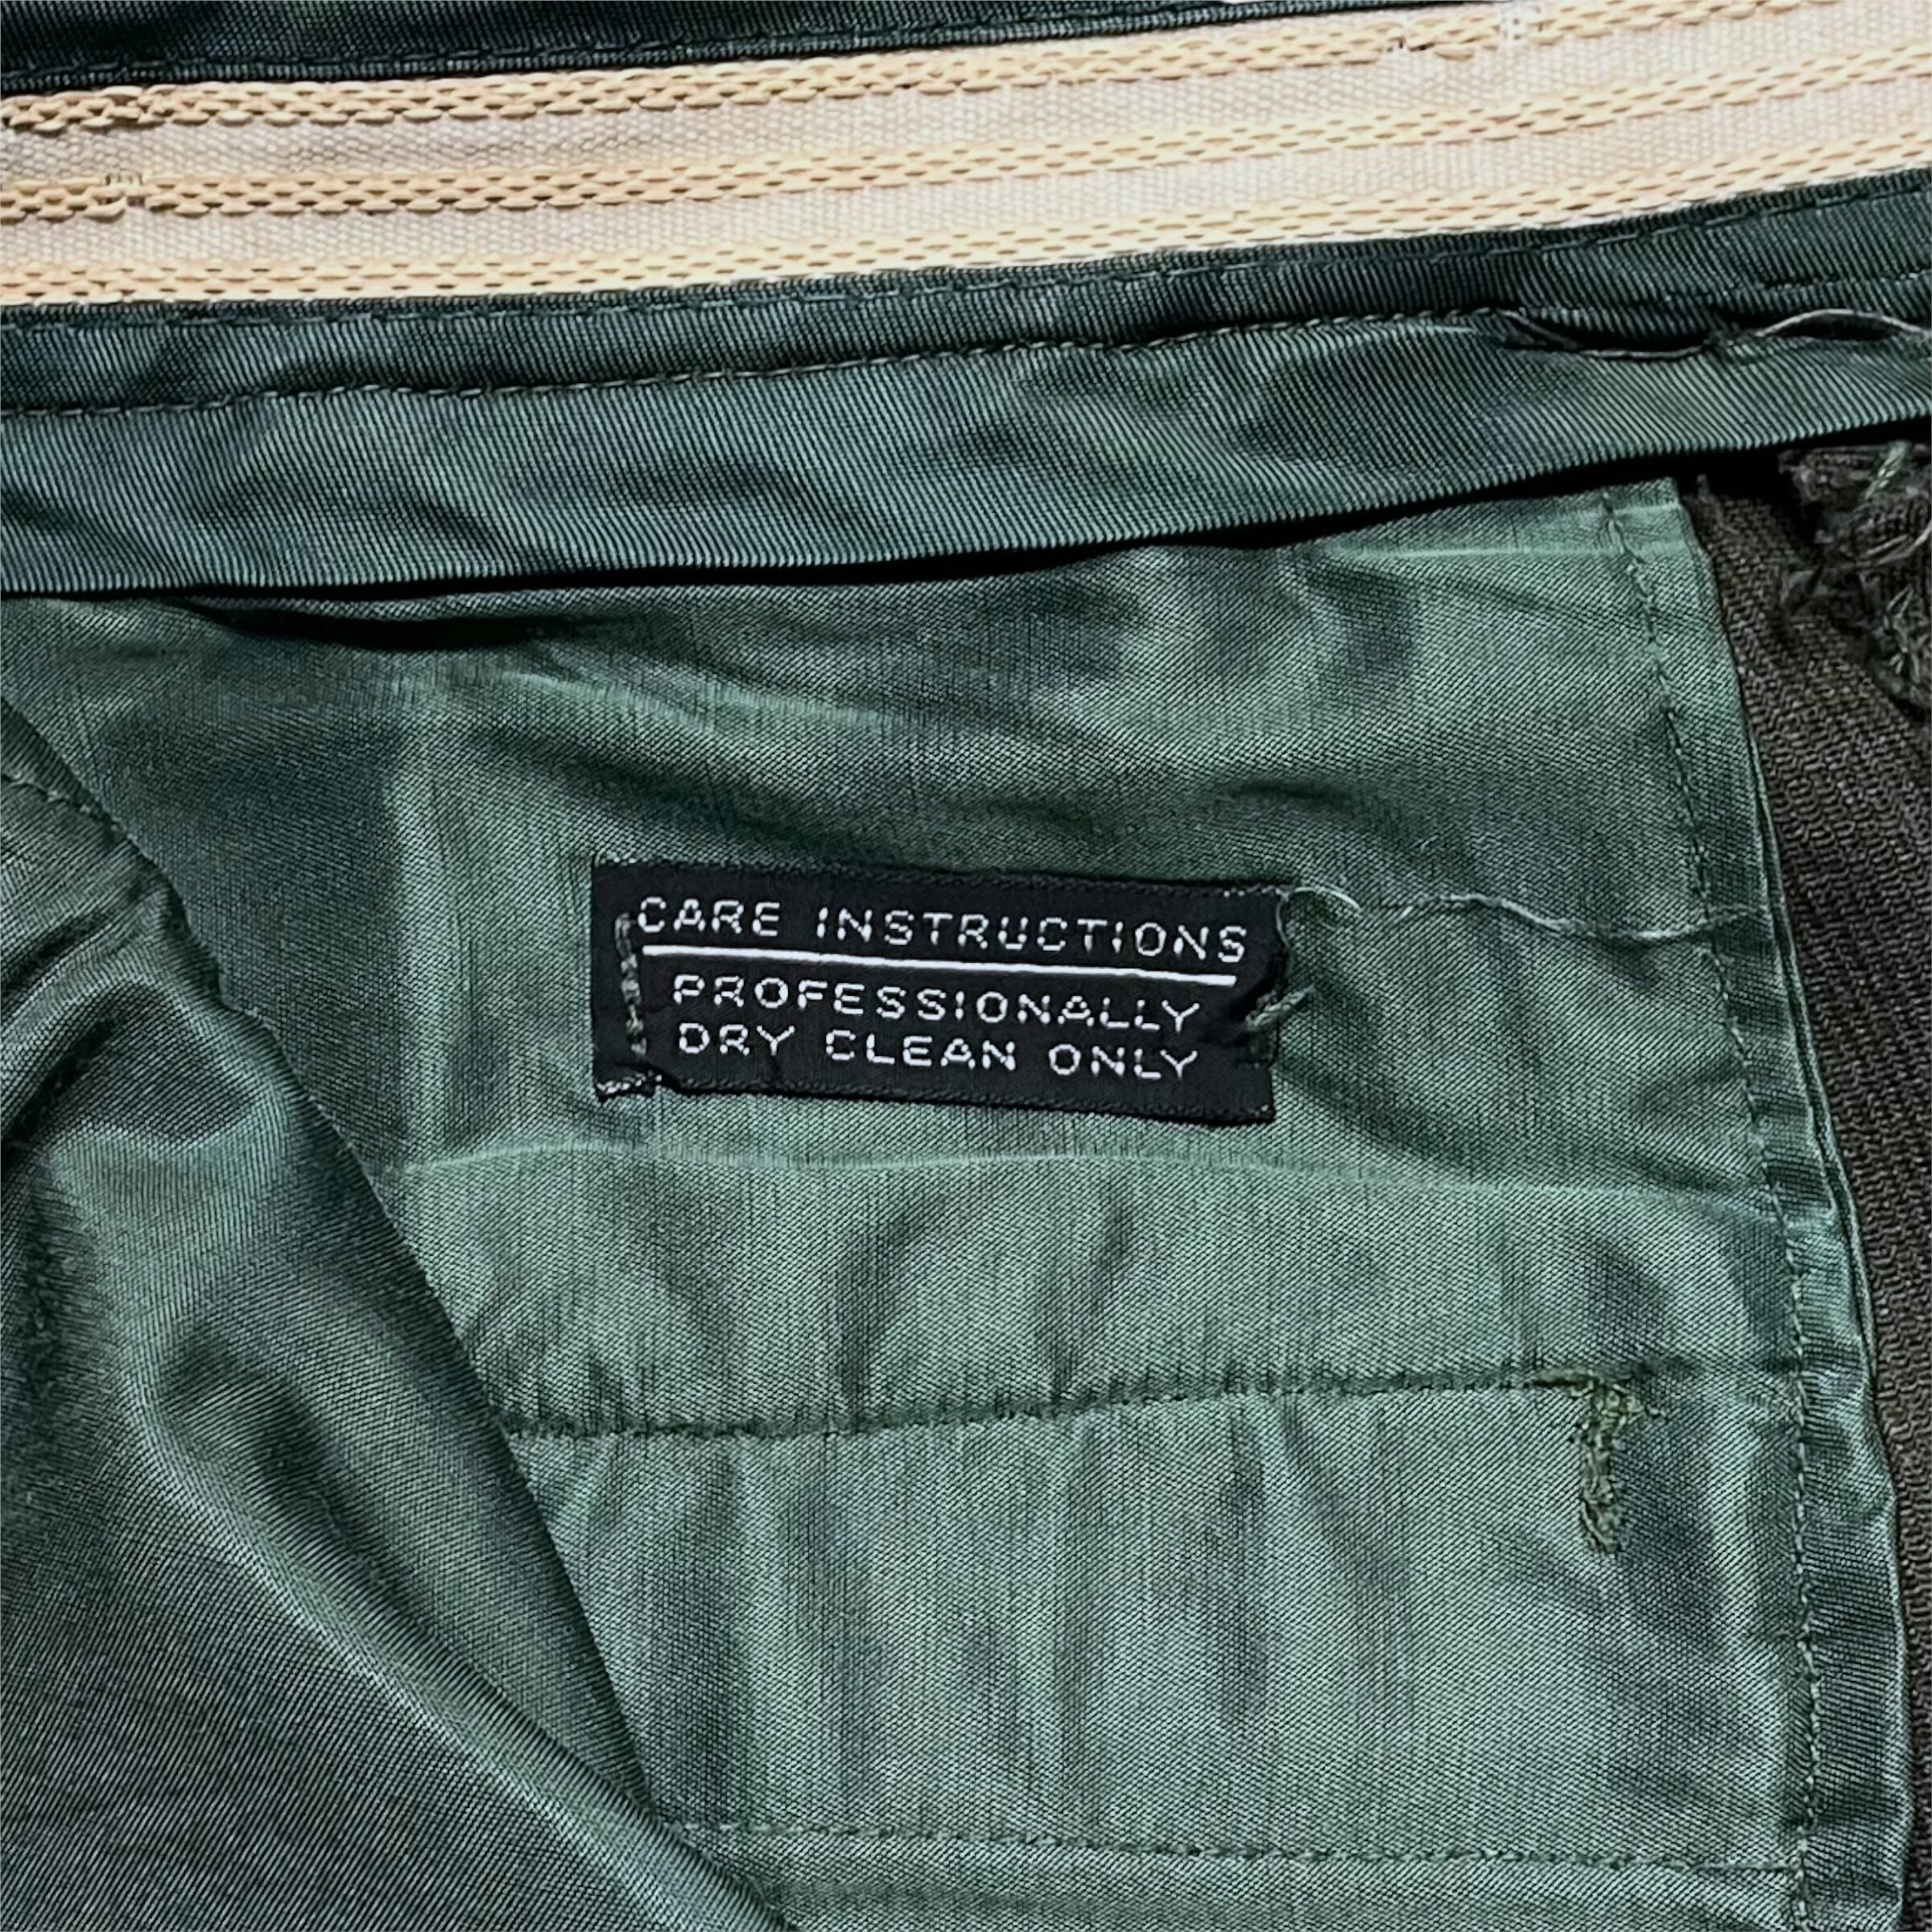 CARE INSTRUCTIONS
PROFESSIONALLY
DRY CLEAN ONLY